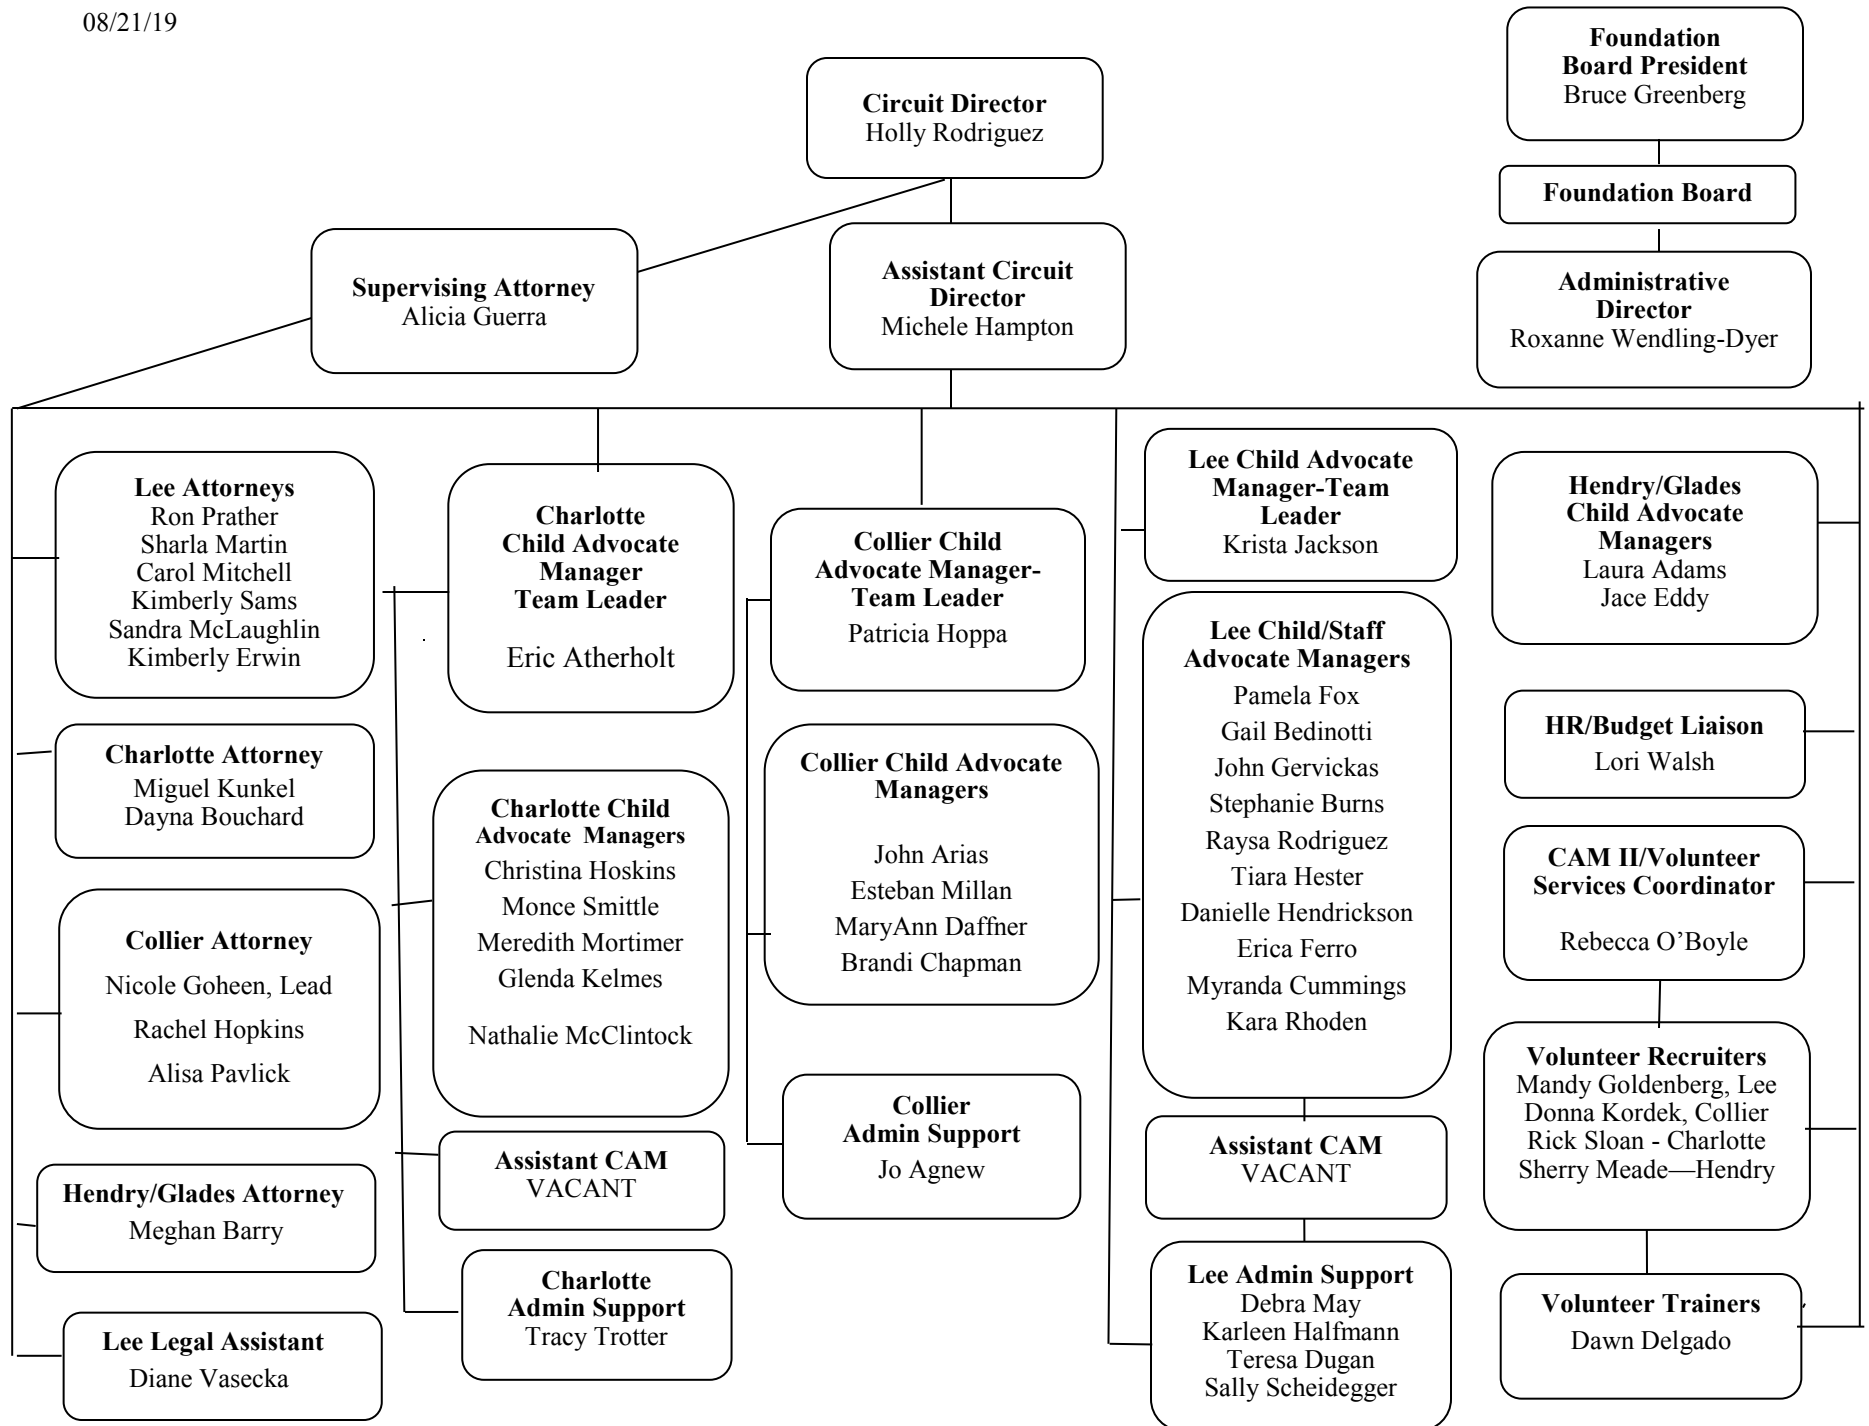 08/21/19
Foundation
Board President
Bruce Greenberg
Circuit Director
Holly Rodriguez
Foundation Board
Supervising Attorney
Alicia Guerra
Assistant Circuit
Director
Michele Hampton
Administrative
Director
Roxanne Wendling-Dyer
Lee Attorneys
Ron Prather
Sharla Martin
Carol Mitchell
Kimberly Sams
Sandra McLaughlin
Kimberly Erwin
Charlotte Attorney
Miguel Kunkel
Dayna Bouchard
Collier Attorney
Nicole Goheen, Lead
Rachel Hopkins
Alisa Pavlick
Hendry/Glades Attorney
Meghan Barry
Lee Legal Assistant
Diane Vasecka
Charlotte
Child Advocate
Manager
Team Leader
Eric Atherholt
Charlotte Child
Advocate Managers
Christina Hoskins
Monce Smittle
Meredith Mortimer
Glenda Kelmes
Nathalie McClintock
Assistant CAM
VACANT
Charlotte
Admin Support
Tracy Trotter
Collier Child
Advocate Manager-
Team Leader
Patricia Hoppa
Collier Child Advocate
Managers
John Arias
Esteban Millan
MaryAnn Daffner
Brandi Chapman
Collier
Admin Support
Jo Agnew
Lee Child Advocate
Manager-Team
Leader
Krista Jackson
Lee Child/Staff
Advocate Managers
Pamela Fox
Gail Bedinotti
John Gervickas
Stephanie Burns
Raysa Rodriguez
Tiara Hester
Danielle Hendrickson
Erica Ferro
Myranda Cummings
Kara Rhoden
Assistant CAM
VACANT
Lee Admin Support
Debra May
Karleen Halfmann
Teresa Dugan
Sally Scheidegger
Hendry/Glades
Child Advocate
Managers
Laura Adams
Jace Eddy
HR/Budget Liaison
Lori Walsh
CAM II/Volunteer
Services Coordinator
Rebecca O’Boyle
Volunteer Recruiters
Mandy Goldenberg, Lee
Donna Kordek, Collier
Rick Sloan - Charlotte
Sherry Meade—Hendry
Volunteer Trainers
Dawn Delgado